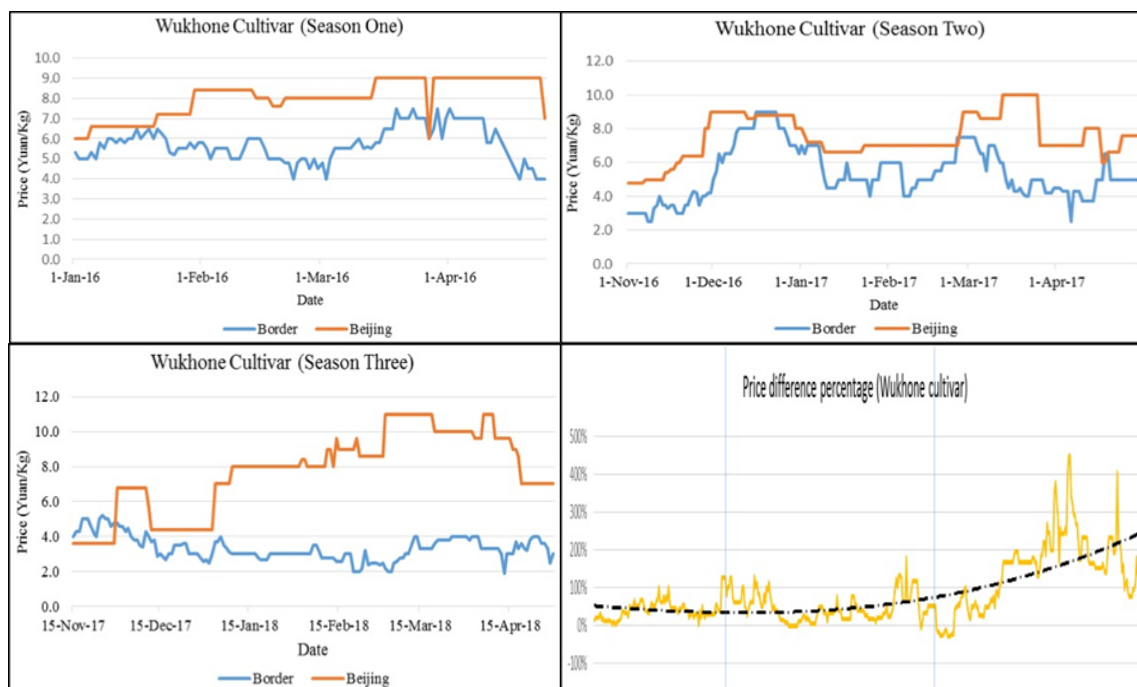 Wukhone Cultivar (Season One)
Price (Yuan/Kg)
10.0
9.0
8.0
7.0
6.0
5.0
4.0
3.0
2.0
1.0
0.0
1-Jan-16 1-Feb-16 1-Mar-16 1-Apr-16
Date
Border Beijing
Wukhone Cultivar (Season Two)
Price (Yuan/Kg)
12.0
10.0
8.0
6.0
4.0
2.0
0.0
1-Nov-16 1-Dec-16 1-Jan-17 1-Feb-17 1-Mar-17 1-Apr-17
Date
Border Beijing
Wukhone Cultivar (Season Three)
Price (Yuan/Kg)
12.0
10.0
8.0
6.0
4.0
2.0
0.0
15-Nov-17 15-Dec-17 15-Jan-18 15-Feb-18 15-Mar-18 15-Apr-18
Date
Border Beijing
Price difference percentage (Wukhone cultivar)
500%
400%
300%
200%
100%
0%
-100%